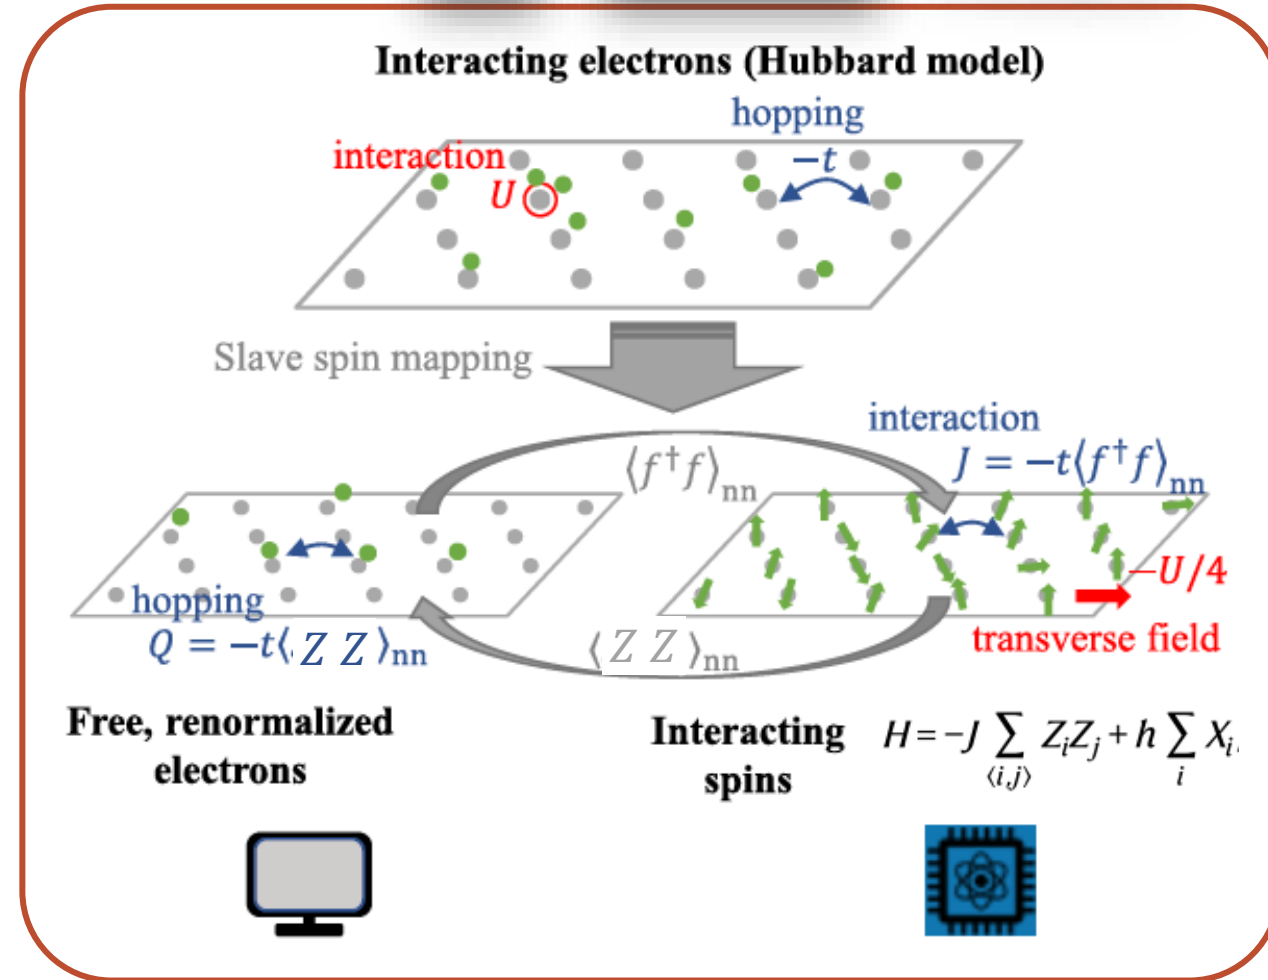 Interacting electrons (Hubbard model)
hopping
interaction
−t
U
Slave spin mapping
interaction
J = −t⟨f†f⟩nn
⟨f†f⟩nn
−U/4
hopping
Q = −t⟨Z Z⟩nn
⟨Z Z⟩nn
transverse field
Free, renormalized
electrons
Interacting
spins
H = −J ∑⟨i,j⟩ ZiZj + h ∑i Xi.